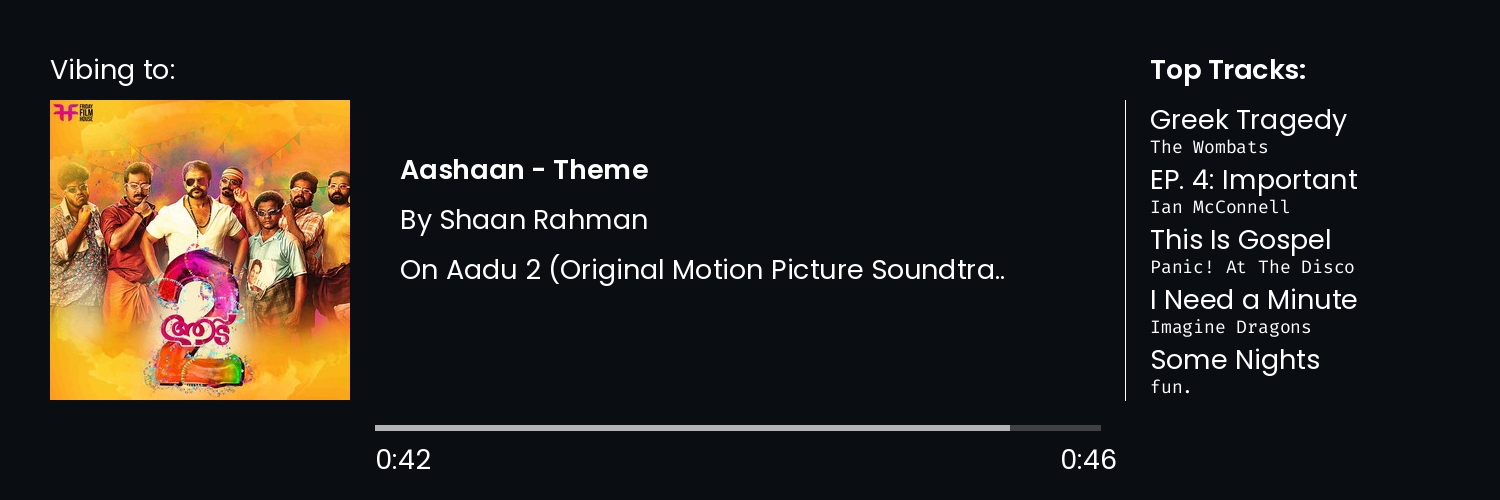 Vibing to:
FRIDAY
FILM
HOUSE
2
ആട്
Aashaan - Theme
By Shaan Rahman
On Aadu 2 (Original Motion Picture Soundtra..
0:42
0:46
Top Tracks:
Greek Tragedy
The Wombats
EP. 4: Important
Ian McConnell
This Is Gospel
Panic! At The Disco
I Need a Minute
Imagine Dragons
Some Nights
fun.